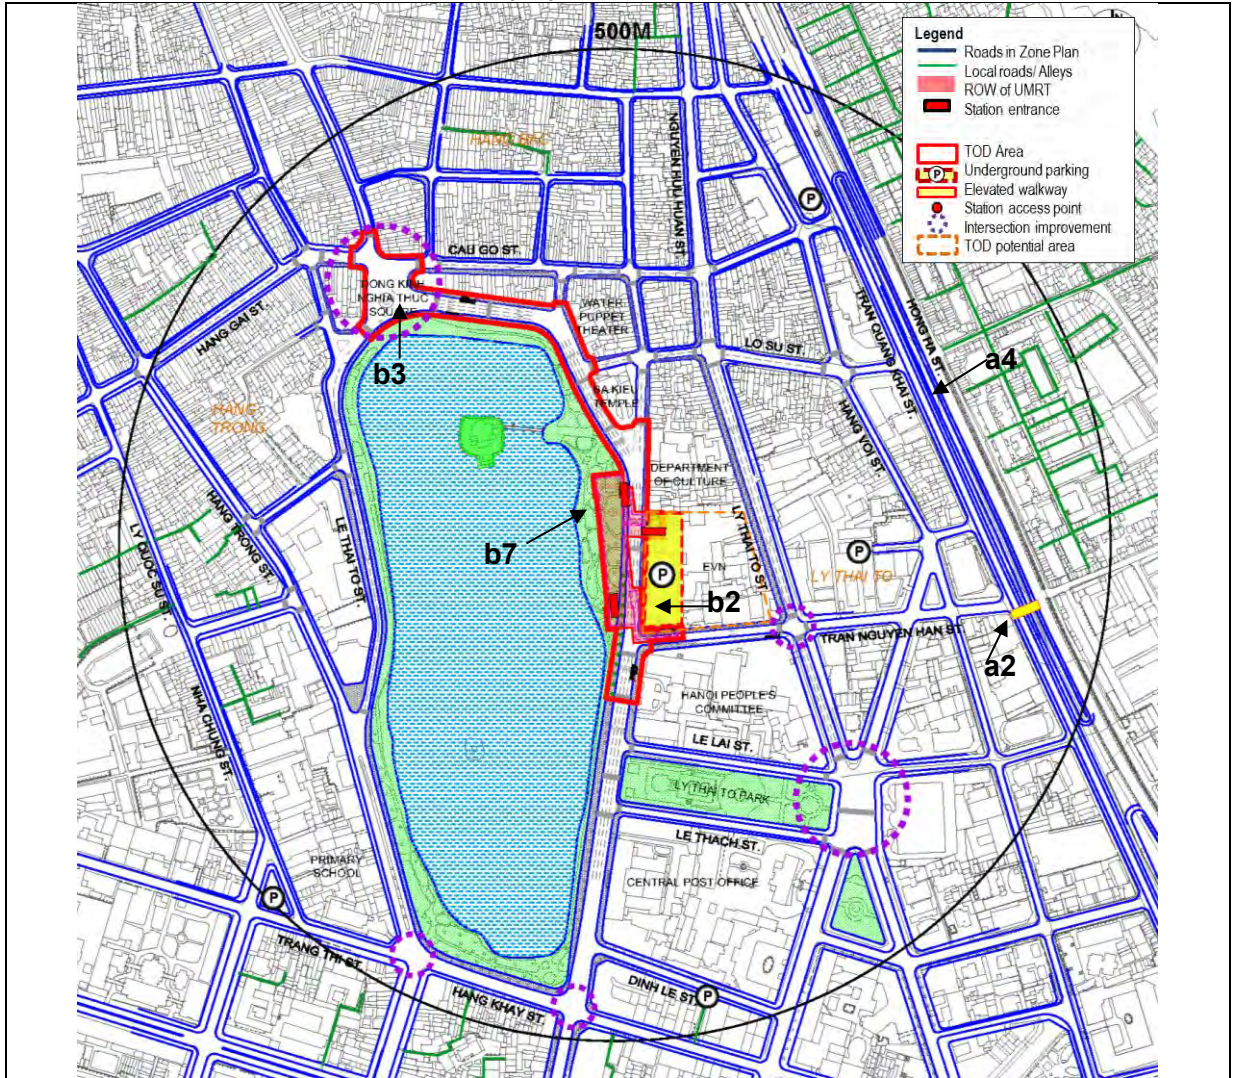 500M
Legend
Roads in Zone Plan
Local roads/ Alleys
ROW of UMRT
Station entrance
TOD Area
P
Underground parking
Elevated walkway
Station access point
Intersection improvement
TOD potential area
HANG BAC
NGUYEN HUU HUAN ST.
P
CAU GO ST.
DONG KINH
NGHIA THUC
SQUARE
WATER
PUPPET
THEATER
HANG GAI ST.
LO SU ST.
TRAN QUANG KHAI ST.
HONG HA ST.
a4
b3
BA KIEU
TEMPLE
HANG
TRONG
HANG VOI ST.
DEPARTMENT
OF CULTURE
HANG TRONG ST.
LE THAI TO ST.
LY QUOC SU ST.
LY THAI TO ST.
b7
P
EVN
P
LY THAI TO
b2
TRAN NGUYEN HAN ST.
a2
NHA CHUNG ST.
HANOI PEOPLE'S
COMMITTEE
LE LAI ST.
LY THAI TO PARK
LE THACH ST.
PRIMARY
SCHOOL
CENTRAL POST OFFICE
P
TRANG THI ST.
HANG KHAY ST.
DINH LE ST.
P